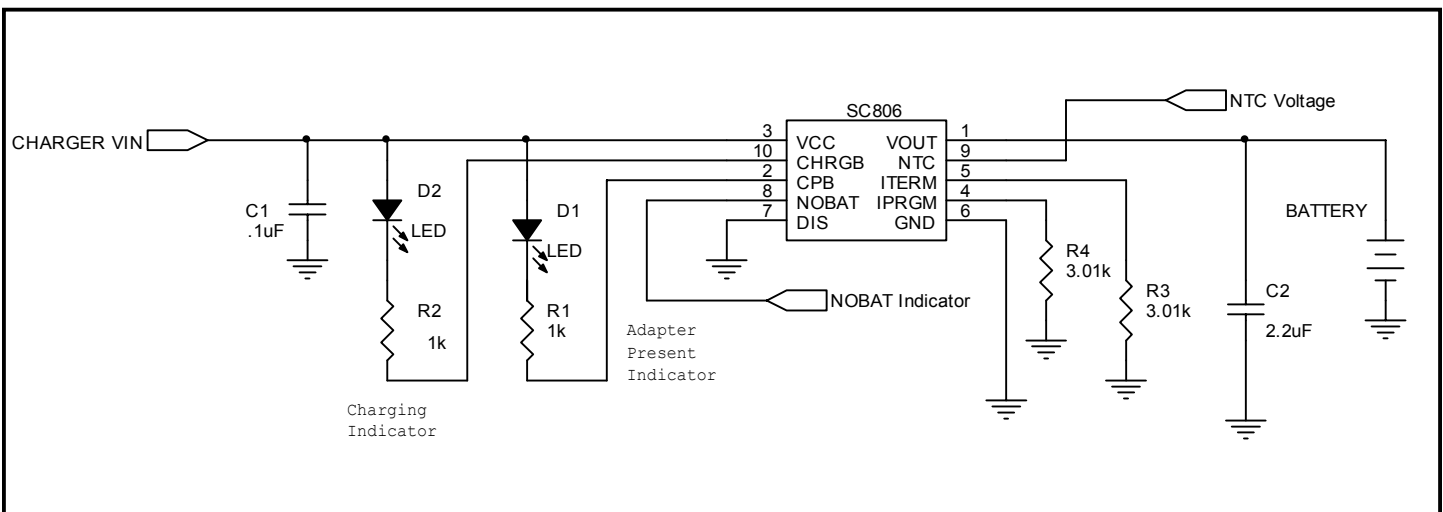 SC806
NTC Voltage
CHARGER VIN
3 VCC VOUT 1
10 CHRGB NTC 9
2 CPB ITERM 5
8 NOBAT IPRGM 4
7 DIS GND 6
C1
.1uF
D2
LED
D1
LED
BATTERY
R4
3.01k
R3
3.01k
C2
2.2uF
NOBAT Indicator
R2
1k
R1
1k
Adapter
Present
Indicator
Charging
Indicator